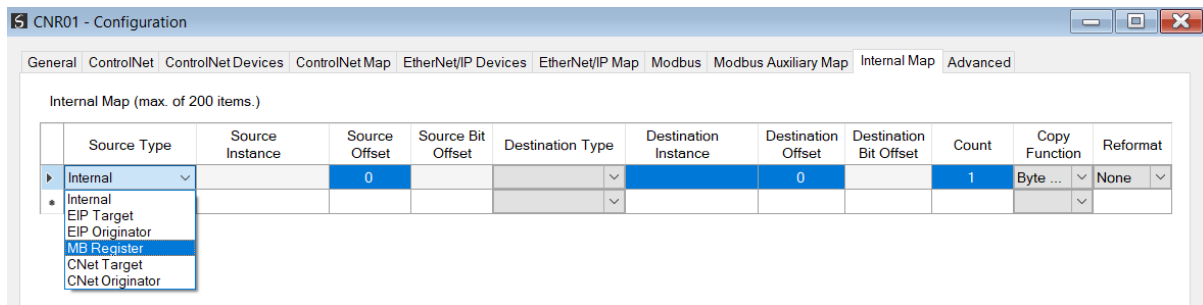 S CNR01 - Configuration
General ControlNet ControlNet Devices ControlNet Map EtherNet/IP Devices EtherNet/IP Map Modbus Modbus Auxiliary Map Internal Map Advanced
Internal Map (max. of 200 items.)
Source Type Source Instance Source Offset Source Bit Offset Destination Type Destination Instance Destination Offset Destination Bit Offset Count Copy Function Reformat
Internal 0 0 1 Byte ... None
Internal
EIP Target
EIP Originator
MB Register
CNet Target
CNet Originator